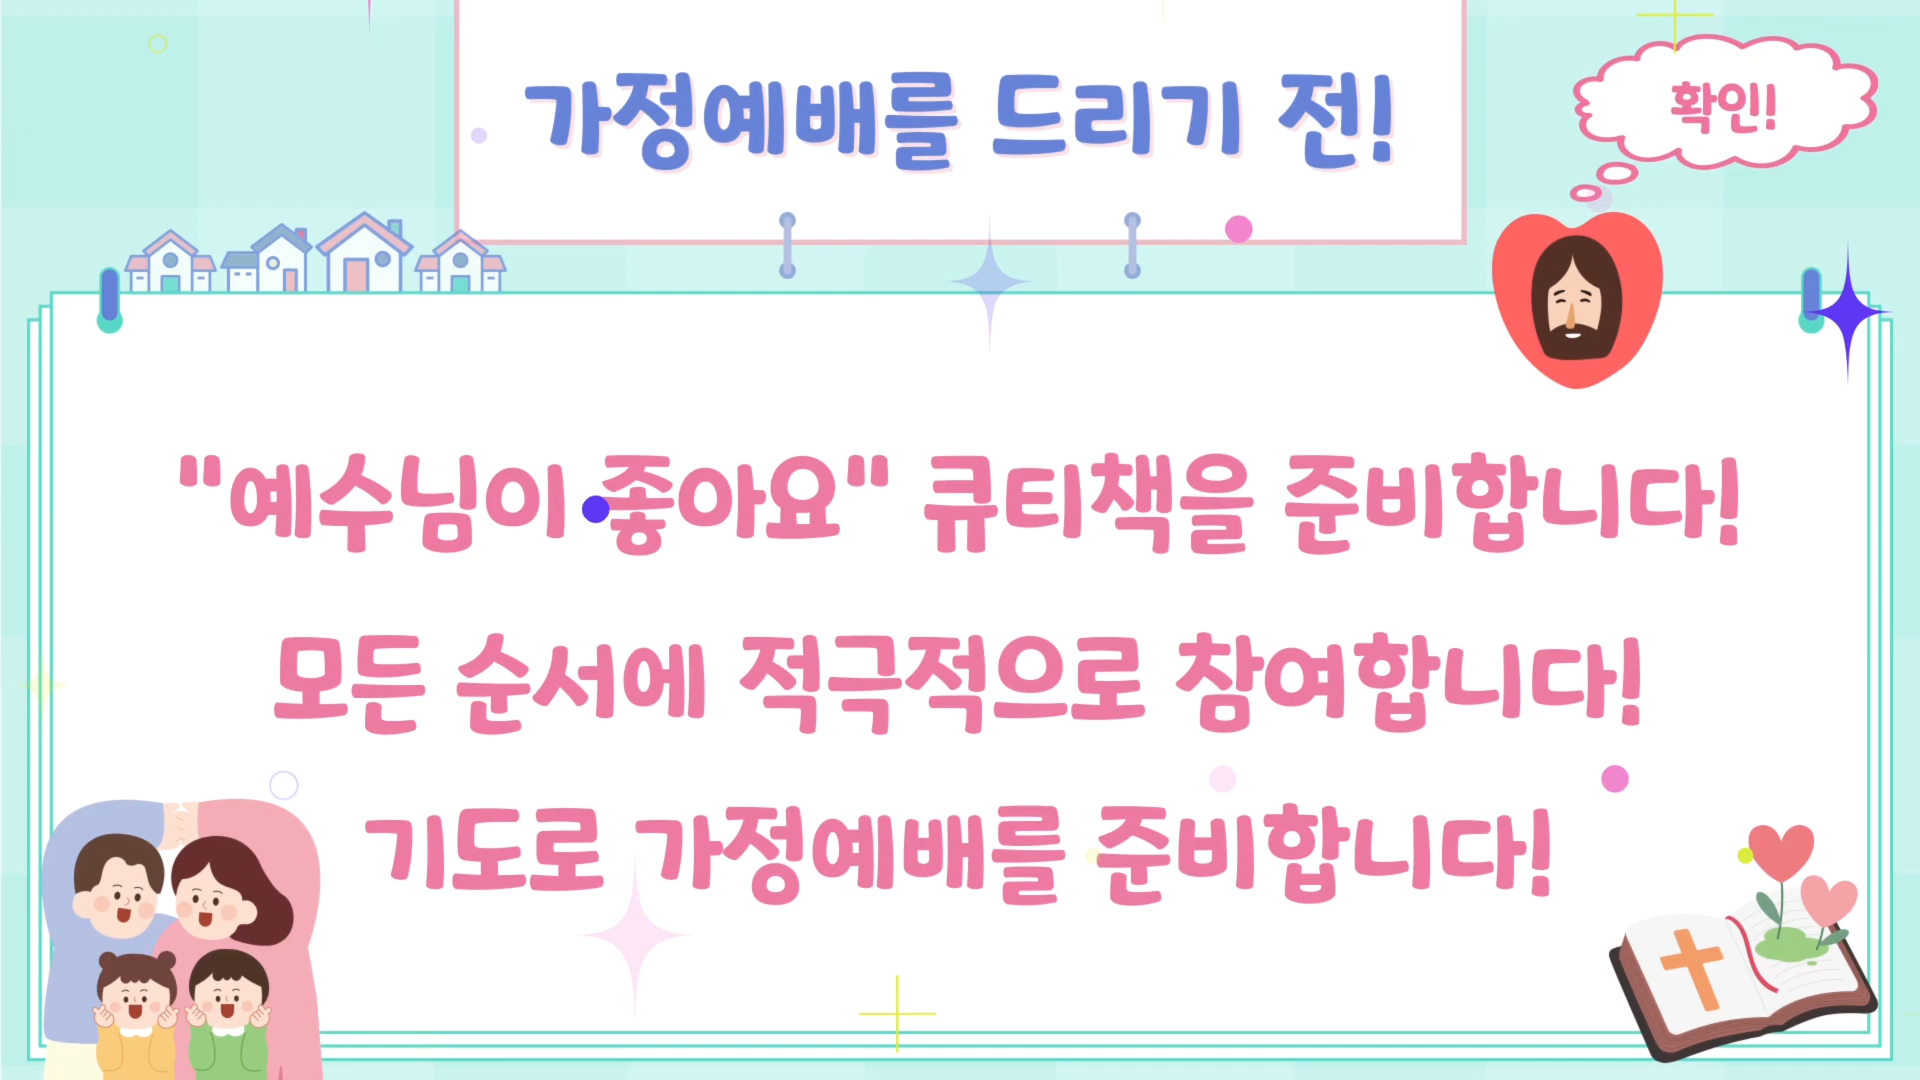 가정예배를 드리기 전!
확인!
"예수님이 좋아요" 큐티책을 준비합니다!
모든 순서에 적극적으로 참여합니다!
기도로 가정예배를 준비합니다!